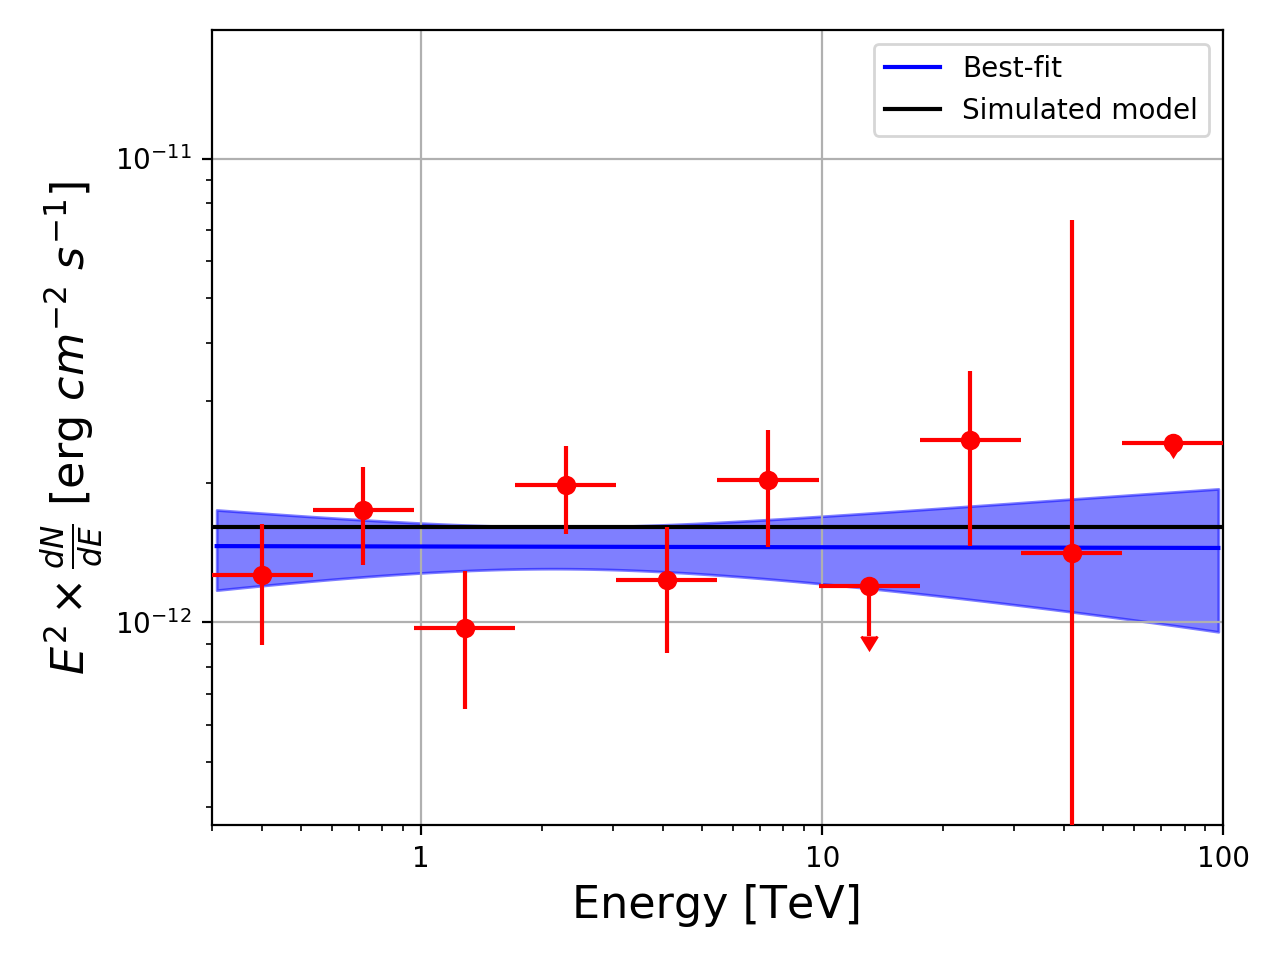 Best-fit
Simulated model
10⁻¹¹
10⁻¹²
E² × dN/dE [erg cm⁻² s⁻¹]
1 10 100
Energy [TeV]